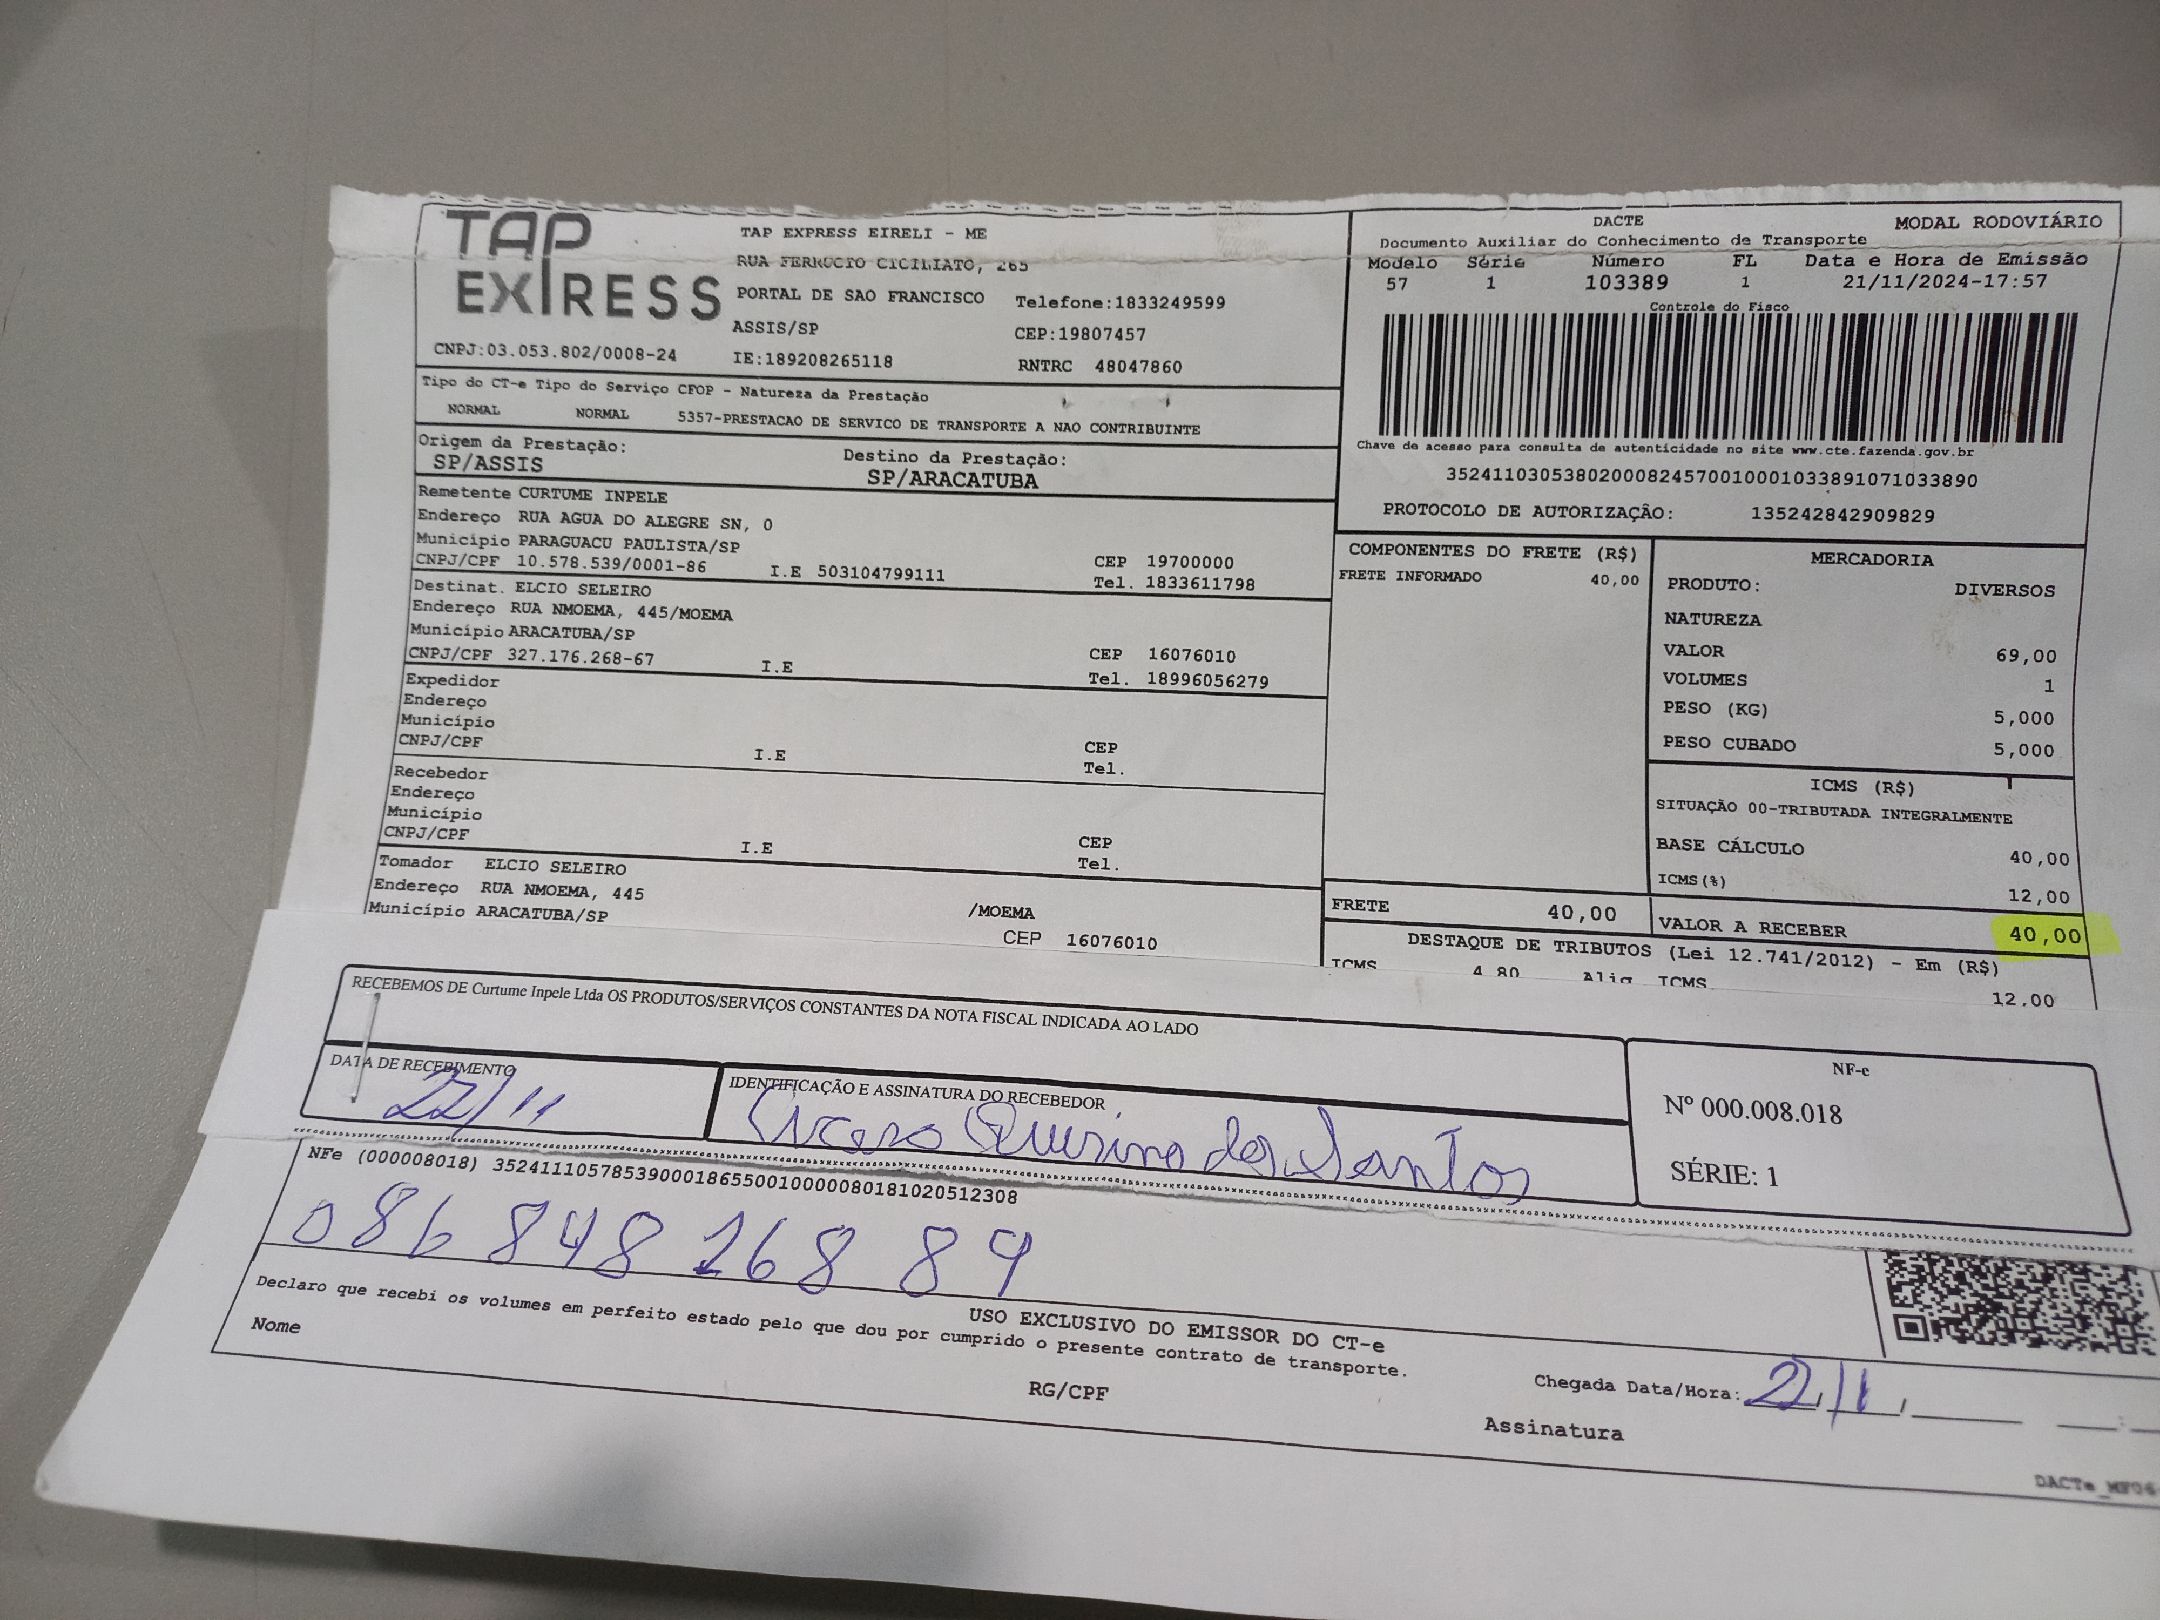 TAP
EXPRESS
TAP EXPRESS EIRELI - ME
RUA FERRUCIO CICILIATO, 265
PORTAL DE SAO FRANCISCO Telefone:1833249599
ASSIS/SP CEP:19807457
CNPJ:03.053.802/0008-24 IE:189208265118 RNTRC 48047860
DACTE MODAL RODOVIÁRIO
Documento Auxiliar do Conhecimento de Transporte
Modelo Série Número FL Data e Hora de Emissão
57 1 103389 1 21/11/2024-17:57
Controle do Fisco
Chave de acesso para consulta de autenticidade no site www.cte.fazenda.gov.br
35241103053802000824570010001033891071033890
PROTOCOLO DE AUTORIZAÇÃO: 135242842909829
Tipo do CT-e Tipo do Serviço CFOP - Natureza da Prestação
NORMAL NORMAL 5357-PRESTACAO DE SERVICO DE TRANSPORTE A NAO CONTRIBUINTE
Origem da Prestação: Destino da Prestação:
SP/ASSIS SP/ARACATUBA
Remetente CURTUME INPELE
Endereço RUA AGUA DO ALEGRE SN, 0
Município PARAGUACU PAULISTA/SP CEP 19700000
CNPJ/CPF 10.578.539/0001-86 I.E 503104799111 Tel. 1833611798
Destinat. ELCIO SELEIRO
Endereço RUA NMOEMA, 445/MOEMA
Município ARACATUBA/SP CEP 16076010
CNPJ/CPF 327.176.268-67 I.E Tel. 18996056279
Expedidor
Endereço
Município CEP
CNPJ/CPF I.E Tel.
Recebedor
Endereço
Município CEP
CNPJ/CPF I.E Tel.
Tomador ELCIO SELEIRO
Endereço RUA NMOEMA, 445 /MOEMA
Município ARACATUBA/SP CEP 16076010
COMPONENTES DO FRETE (R$)
FRETE INFORMADO 40,00
MERCADORIA
PRODUTO: DIVERSOS
NATUREZA
VALOR 69,00
VOLUMES 1
PESO (KG) 5,000
PESO CUBADO 5,000
ICMS (R$)
SITUAÇÃO 00-TRIBUTADA INTEGRALMENTE
BASE CÁLCULO 40,00
ICMS(%) 12,00
FRETE 40,00 VALOR A RECEBER 40,00
DESTAQUE DE TRIBUTOS (Lei 12.741/2012) - Em (R$)
ICMS 4,80 Aliq ICMS 12,00
RECEBEMOS DE Curtume Inpele Ltda OS PRODUTOS/SERVIÇOS CONSTANTES DA NOTA FISCAL INDICADA AO LADO
DATA DE RECEBIMENTO
22/11
IDENTIFICAÇÃO E ASSINATURA DO RECEBEDOR
Cicero Quirino dos Santos
NF-e
Nº 000.008.018
SÉRIE: 1
NFe (000008018) 35241110578539000186550010000080181020512308
086 848 268 89
USO EXCLUSIVO DO EMISSOR DO CT-e
Declaro que recebi os volumes em perfeito estado pelo que dou por cumprido o presente contrato de transporte.
Nome RG/CPF Assinatura
Chegada Data/Hora: 22/11